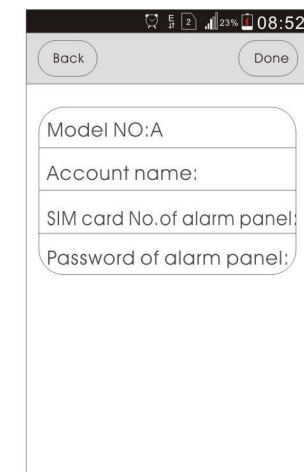 E 2 23% 08:52
Back Done
Model NO:A
Account name:
SIM card No.of alarm panel:
Password of alarm panel: